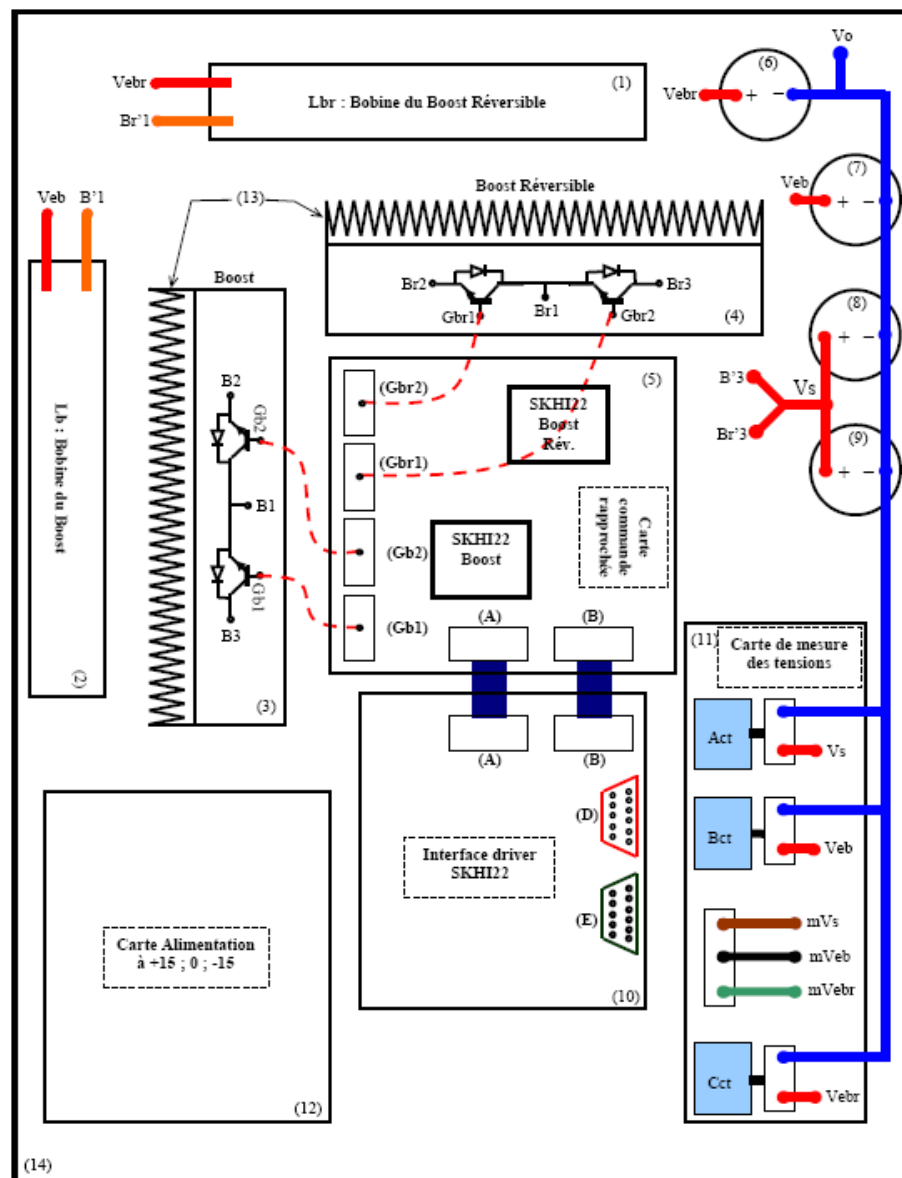 Vo
(6)
Vebr
+ −
Vebr
Br'1
(1)
Lbr : Bobine du Boost Réversible
(7)
Veb
+ −
Veb
B'1
(13)
Boost Réversible
Boost
Br2
Br1
Br3
Gbr1
Gbr2
(4)
(8)
+ −
B'3
Vs
Br'3
(9)
+ −
Lb : Bobine
du Boost
(2)
B2
Gb2
B1
Gb1
B3
(3)
(5)
(Gbr2)
SKHI22
Boost
Rév.
(Gbr1)
Carte
commande
rapprochée
(Gb2)
SKHI22
Boost
(Gb1)
(A)
(B)
(11)
Carte de mesure
des tensions
Act
Vs
(A)
(B)
(D)
Bct
Veb
Interface driver
SKHI22
(E)
mVs
mVeb
mVebr
(10)
Carte Alimentation
à +15 ; 0 ; -15
Cct
Vebr
(12)
(14)